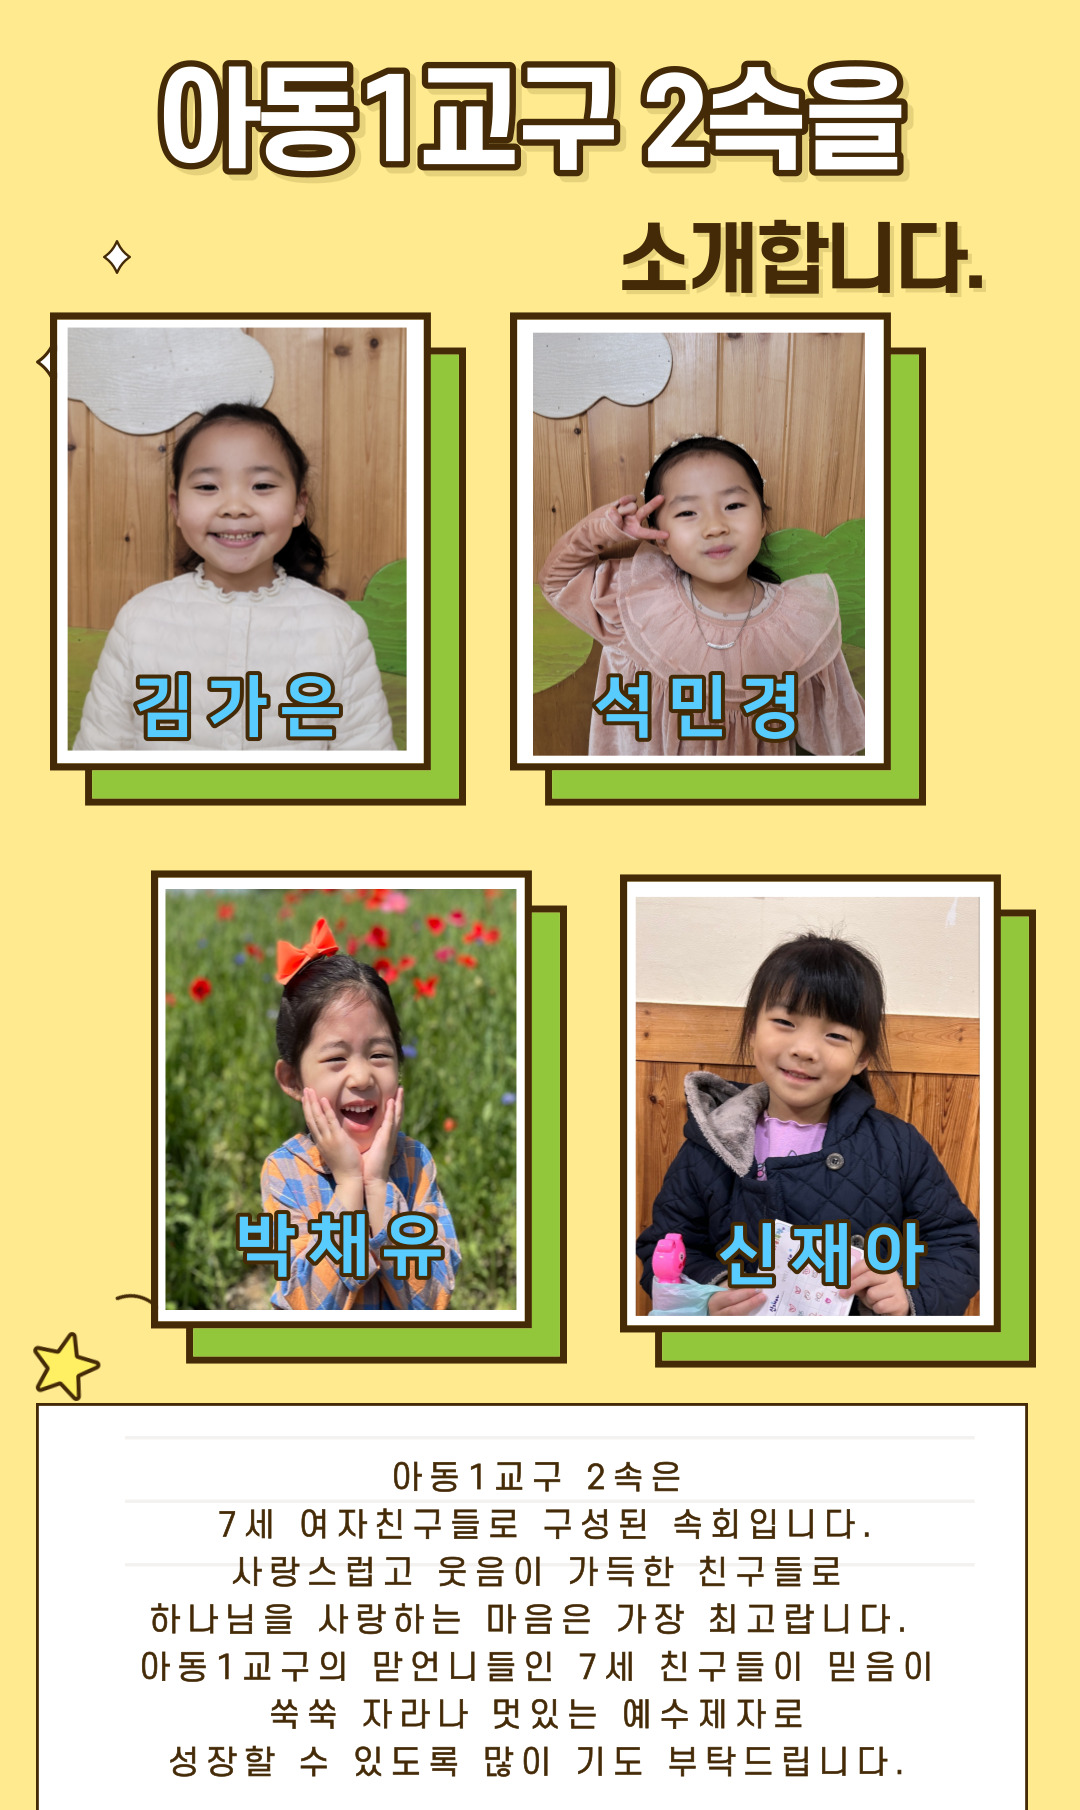 아동1교구 2속을
소개합니다.
김가은
석민경
박채유
신재아
아동1교구 2속은
7세 여자친구들로 구성된 속회입니다.
사랑스럽고 웃음이 가득한 친구들로
하나님을 사랑하는 마음은 가장 최고랍니다.
아동1교구의 맏언니들인 7세 친구들이 믿음이
쑥쑥 자라나 멋있는 예수제자로
성장할 수 있도록 많이 기도 부탁드립니다.